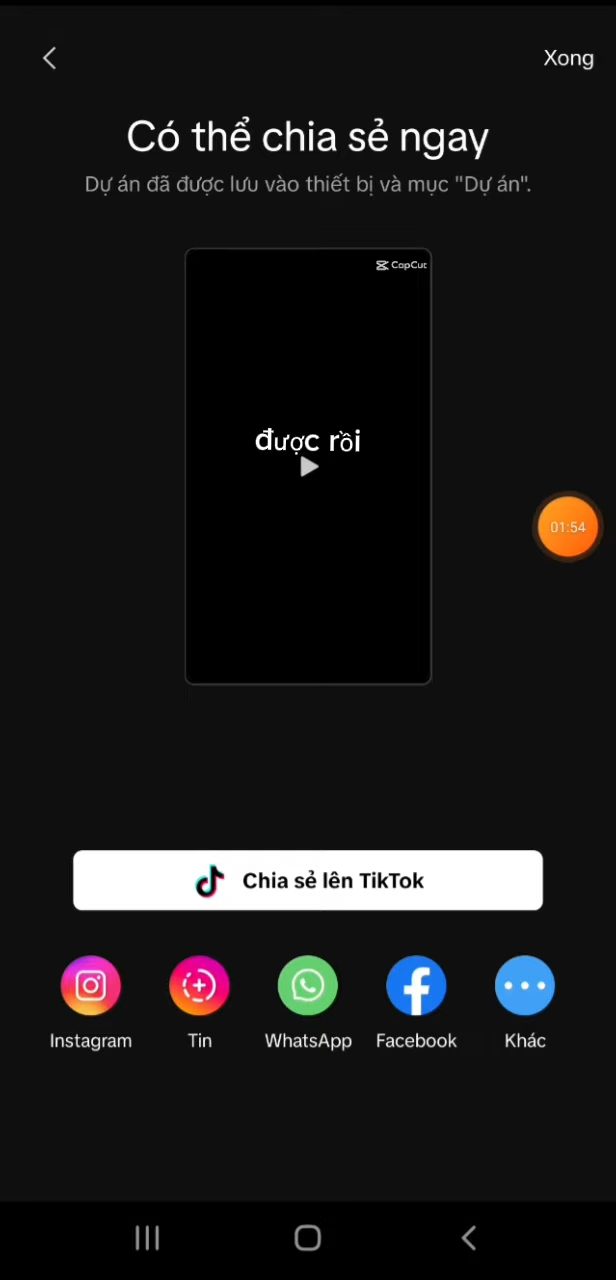 Xong
Có thể chia sẻ ngay
Dự án đã được lưu vào thiết bị và mục "Dự án".
CapCut
được rồi
01:54
Chia sẻ lên TikTok
Instagram
Tin
WhatsApp
Facebook
Khác